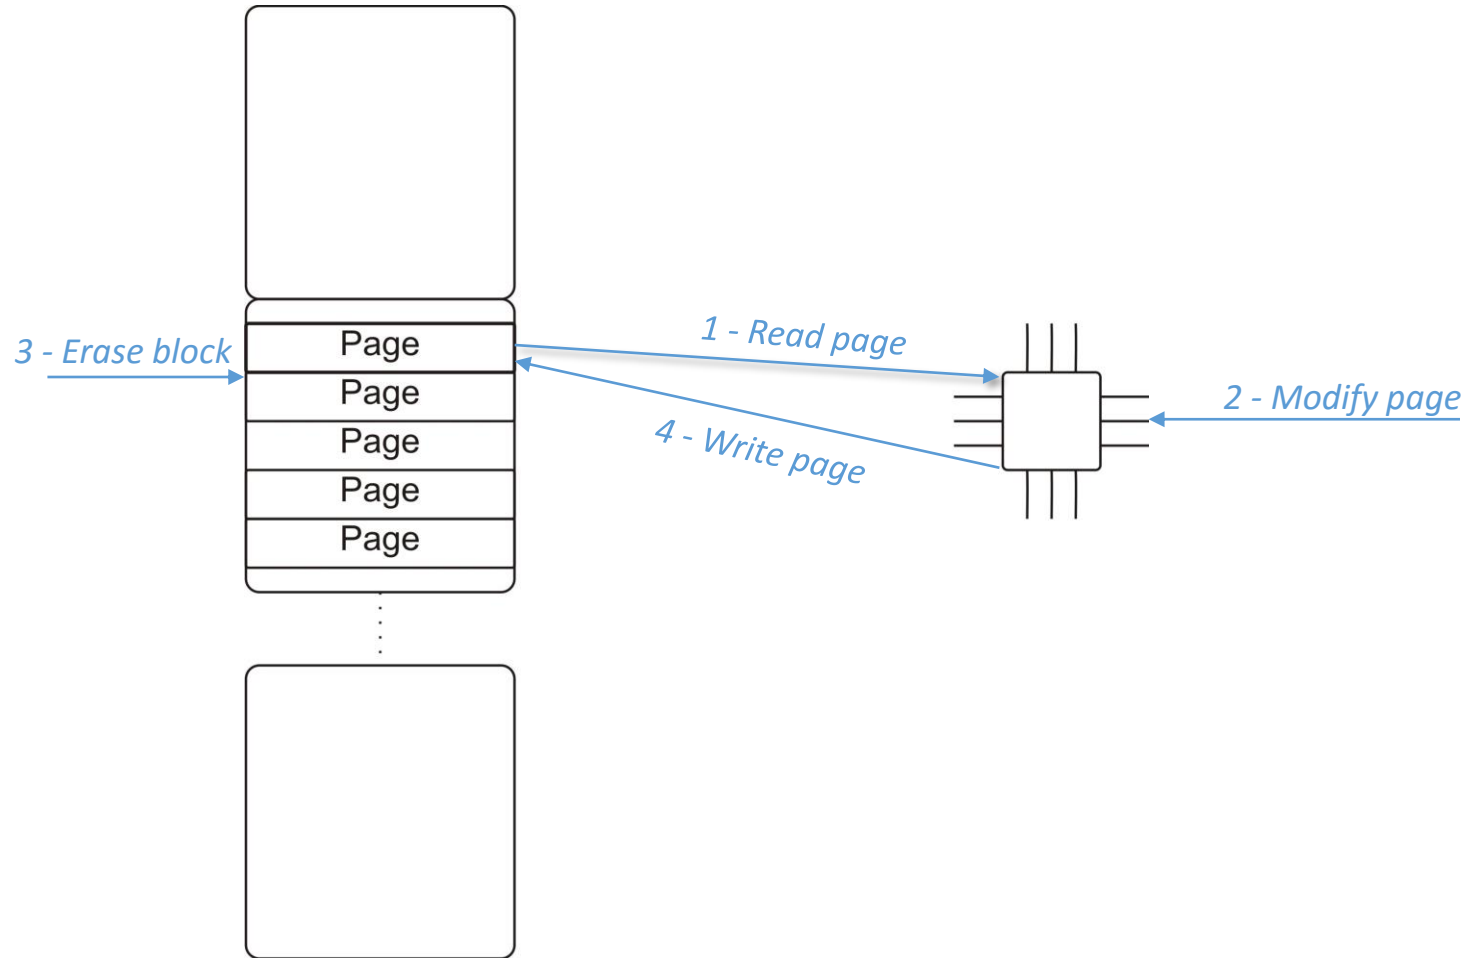 1 - Read page
Page
3 - Erase block
Page
2 - Modify page
Page
4 - Write page
Page
Page